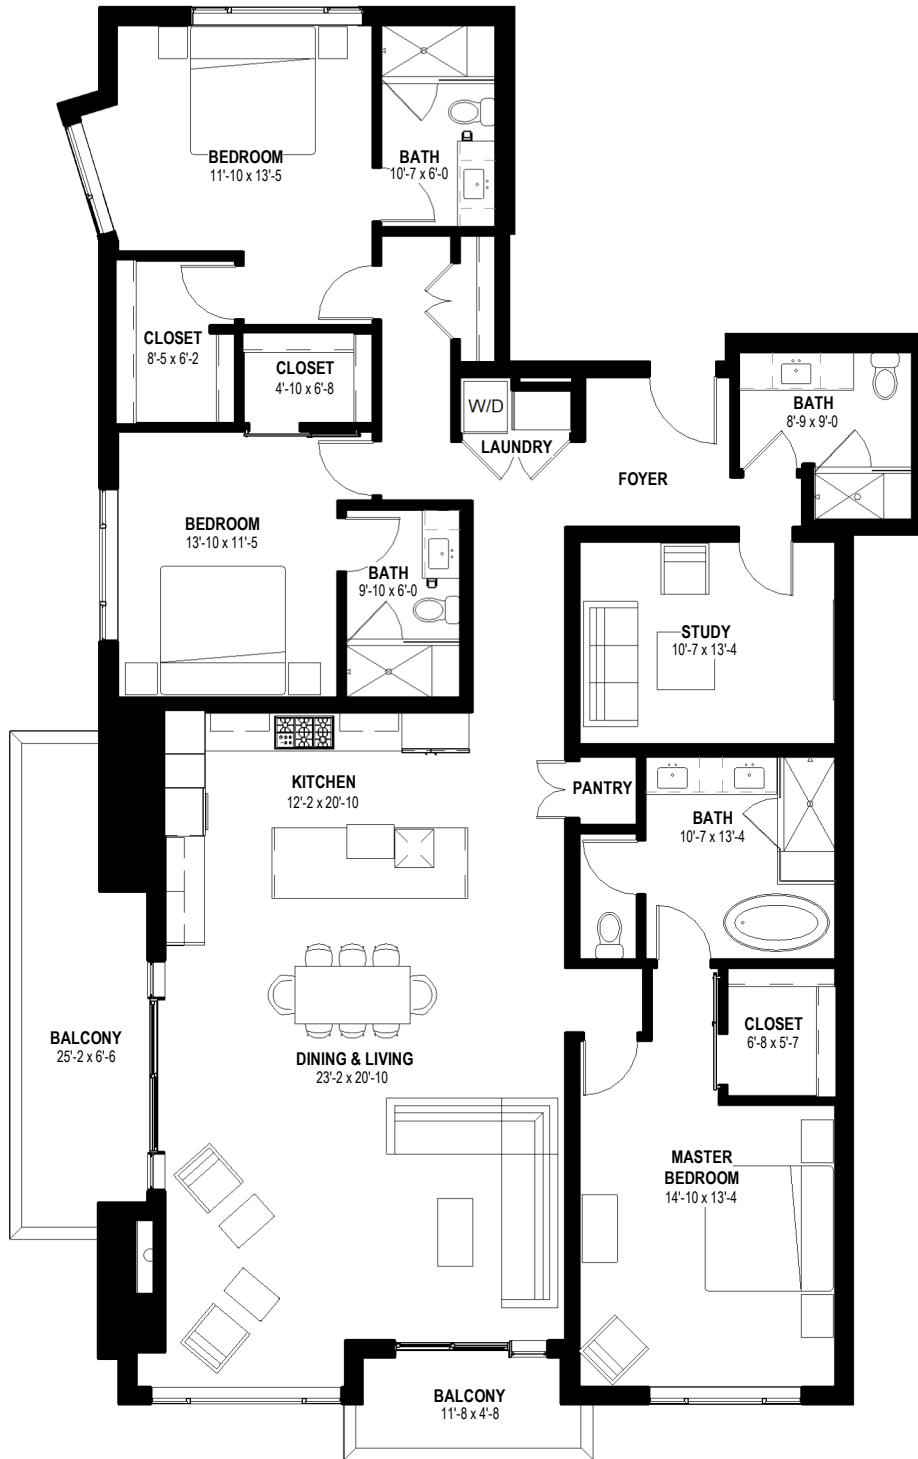 BEDROOM
11'-10 x 13'-5
BATH
10'-7 x 6'-0
CLOSET
8'-5 x 6'-2
CLOSET
4'-10 x 6'-8
W/D
LAUNDRY
FOYER
BATH
8'-9 x 9'-0
BEDROOM
13'-10 x 11'-5
BATH
9'-10 x 6'-0
STUDY
10'-7 x 13'-4
KITCHEN
12'-2 x 20'-10
PANTRY
BATH
10'-7 x 13'-4
BALCONY
25'-2 x 6'-6
DINING & LIVING
23'-2 x 20'-10
CLOSET
6'-8 x 5'-7
MASTER
BEDROOM
14'-10 x 13'-4
BALCONY
11'-8 x 4'-8